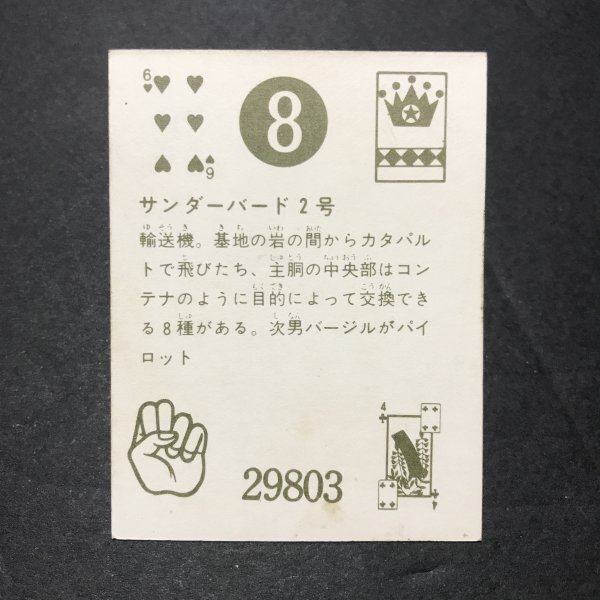 6
8
9
サンダーバード2号
輸送機。基地の岩の間からカタパル
トで飛びたち、主胴の中央部はコン
テナのように目的によって交換でき
る8種がある。次男バージルがパイ
ロット
4
29803
4